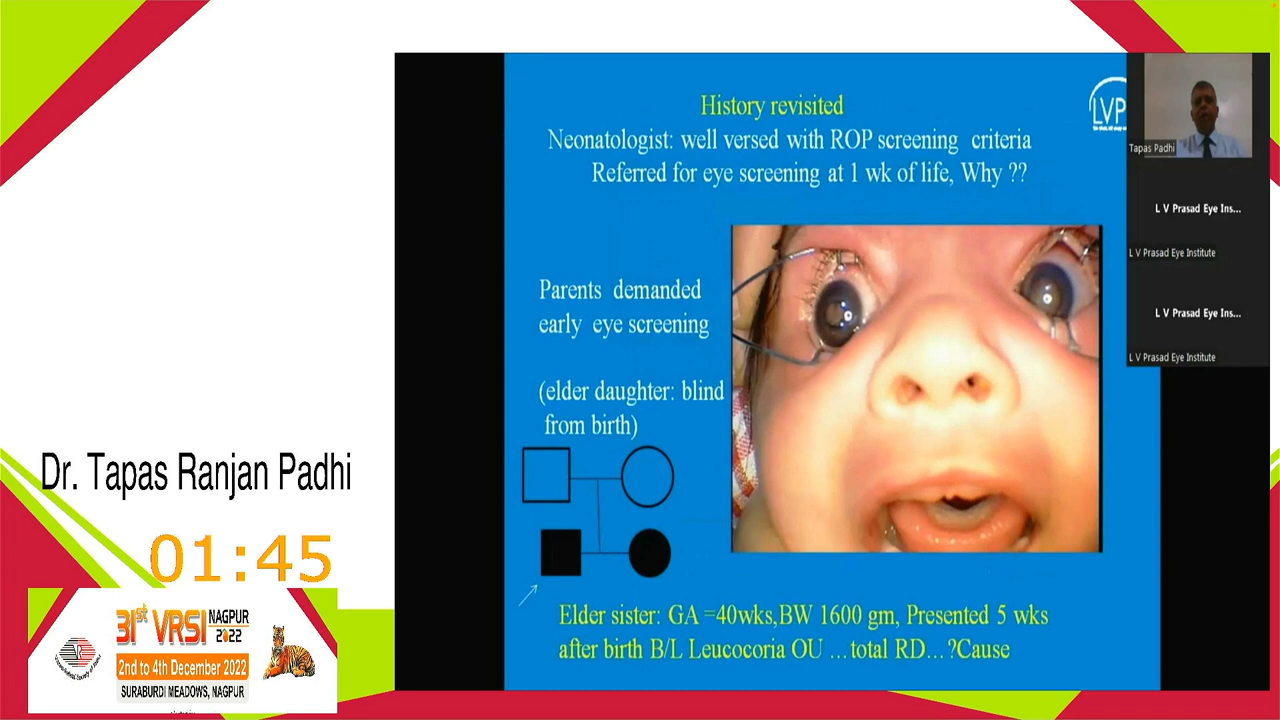 History revisited
Neonatologist: well versed with ROP screening criteria
Referred for eye screening at 1 wk of life, Why ??
Parents demanded
early eye screening
(elder daughter: blind
from birth)
Elder sister: GA =40wks,BW 1600 gm, Presented 5 wks
after birth B/L Leucocoria OU ...total RD...?Cause
LVP
Tapas Padhi
L V Prasad Eye Ins...
L V Prasad Eye Institute
L V Prasad Eye Ins...
L V Prasad Eye Institute
Dr. Tapas Ranjan Padhi
01:45
31st VRSI NAGPUR
2022
2nd to 4th December 2022
SURABURDI MEADOWS, NAGPUR